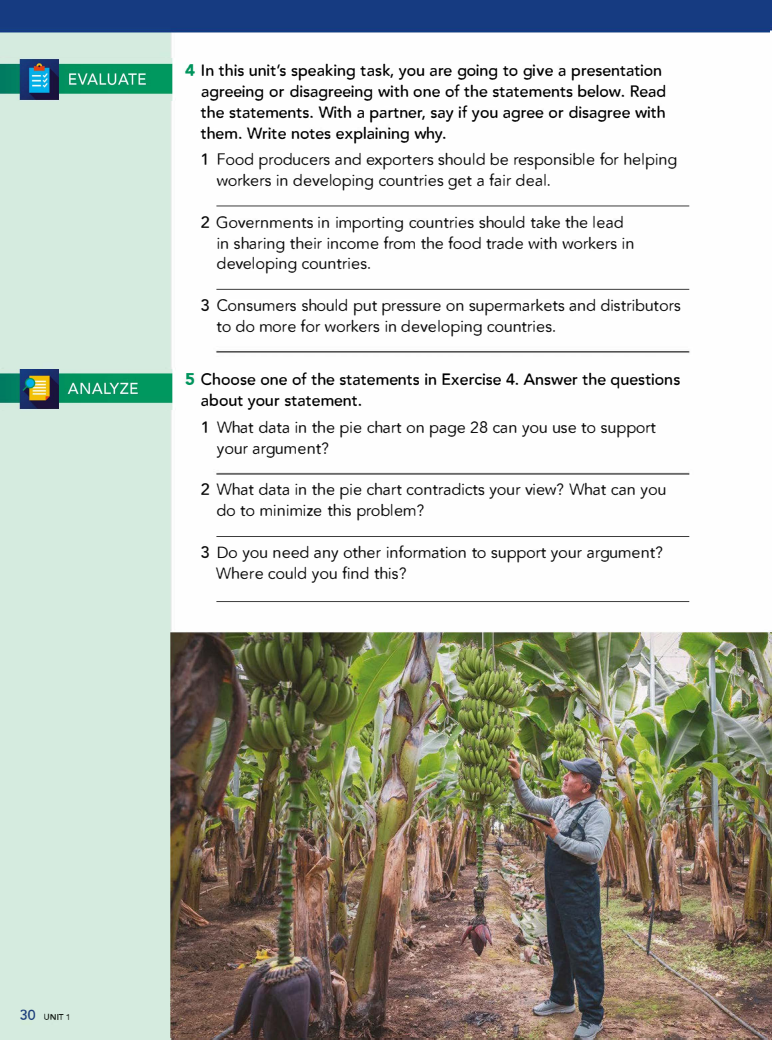 EVALUATE
4 In this unit's speaking task, you are going to give a presentation
agreeing or disagreeing with one of the statements below. Read
the statements. With a partner, say if you agree or disagree with
them. Write notes explaining why.
1 Food producers and exporters should be responsible for helping
workers in developing countries get a fair deal.
2 Governments in importing countries should take the lead
in sharing their income from the food trade with workers in
developing countries.
3 Consumers should put pressure on supermarkets and distributors
to do more for workers in developing countries.
ANALYZE
5 Choose one of the statements in Exercise 4. Answer the questions
about your statement.
1 What data in the pie chart on page 28 can you use to support
your argument?
2 What data in the pie chart contradicts your view? What can you
do to minimize this problem?
3 Do you need any other information to support your argument?
Where could you find this?
30 UNIT 1